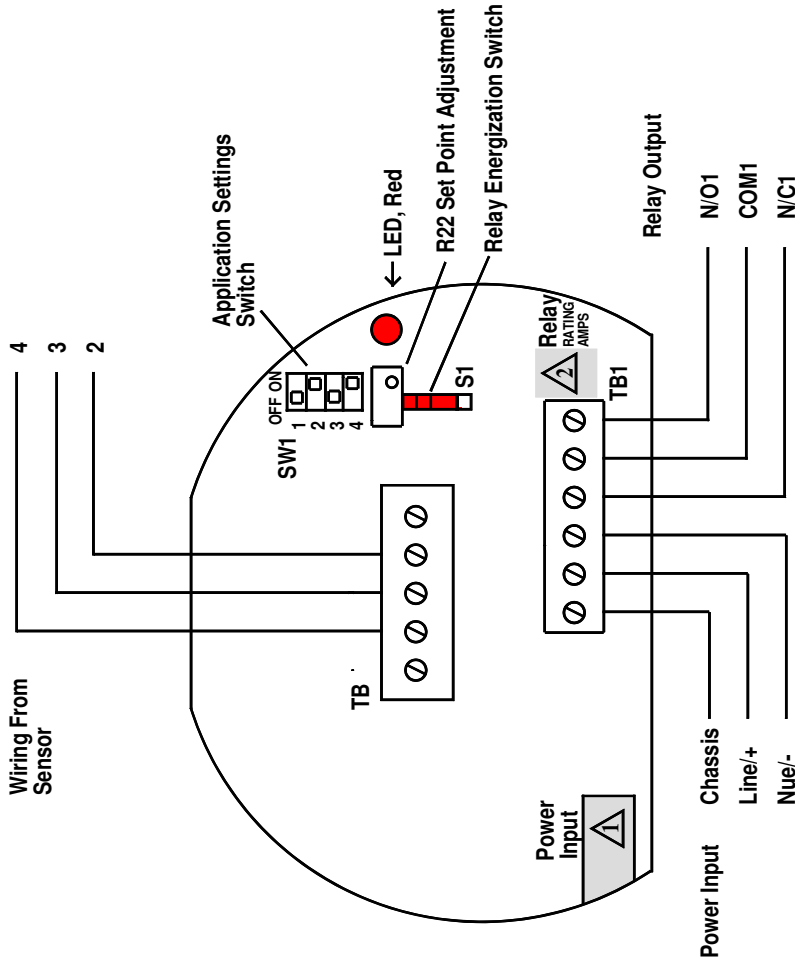 Wiring From
Sensor
4
3
2
Application Settings
Switch
LED, Red
R22 Set Point Adjustment
Relay Energization Switch
SW1
OFF ON
1
2
3
4
S1
TB
Relay
RATING
AMPS
2
TB1
Power
Input
1
Relay Output
N/O1
COM1
N/C1
Power Input
Chassis
Line/+
Nue/-